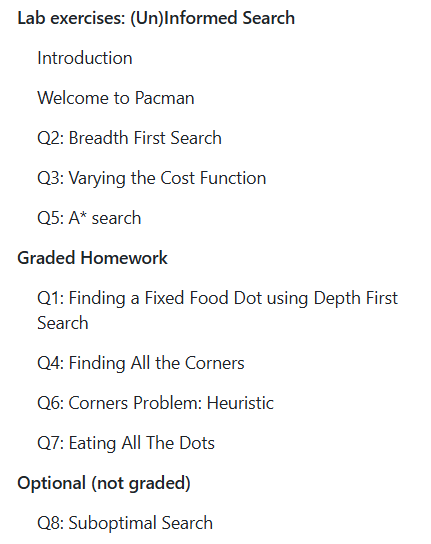 Lab exercises: (Un)Informed Search
Introduction
Welcome to Pacman
Q2: Breadth First Search
Q3: Varying the Cost Function
Q5: A* search
Graded Homework
Q1: Finding a Fixed Food Dot using Depth First
Search
Q4: Finding All the Corners
Q6: Corners Problem: Heuristic
Q7: Eating All The Dots
Optional (not graded)
Q8: Suboptimal Search